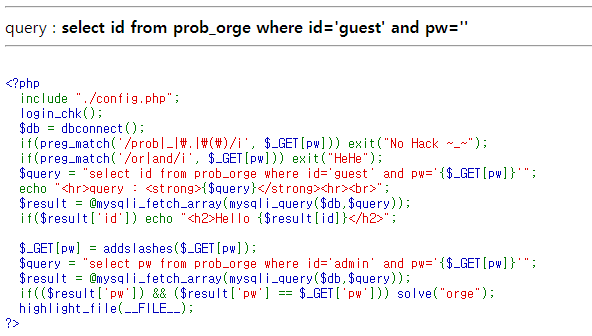 query : select id from prob_orge where id='guest' and pw=''
<?php
include "./config.php";
login_chk();
$db = dbconnect();
if(preg_match('/prob|_|₩.|₩(₩)/i', $_GET[pw])) exit("No Hack ~_~");
if(preg_match('/or|and/i', $_GET[pw])) exit("HeHe");
$query = "select id from prob_orge where id='guest' and pw='{$_GET[pw]}'";
echo "<hr>query : <strong>{$query}</strong><hr><br>";
$result = @mysqli_fetch_array(mysqli_query($db,$query));
if($result['id']) echo "<h2>Hello {$result[id]}</h2>";
$_GET[pw] = addslashes($_GET[pw]);
$query = "select pw from prob_orge where id='admin' and pw='{$_GET[pw]}'";
$result = @mysqli_fetch_array(mysqli_query($db,$query));
if(($result['pw']) && ($result['pw'] == $_GET['pw'])) solve("orge");
highlight_file(__FILE__);
?>